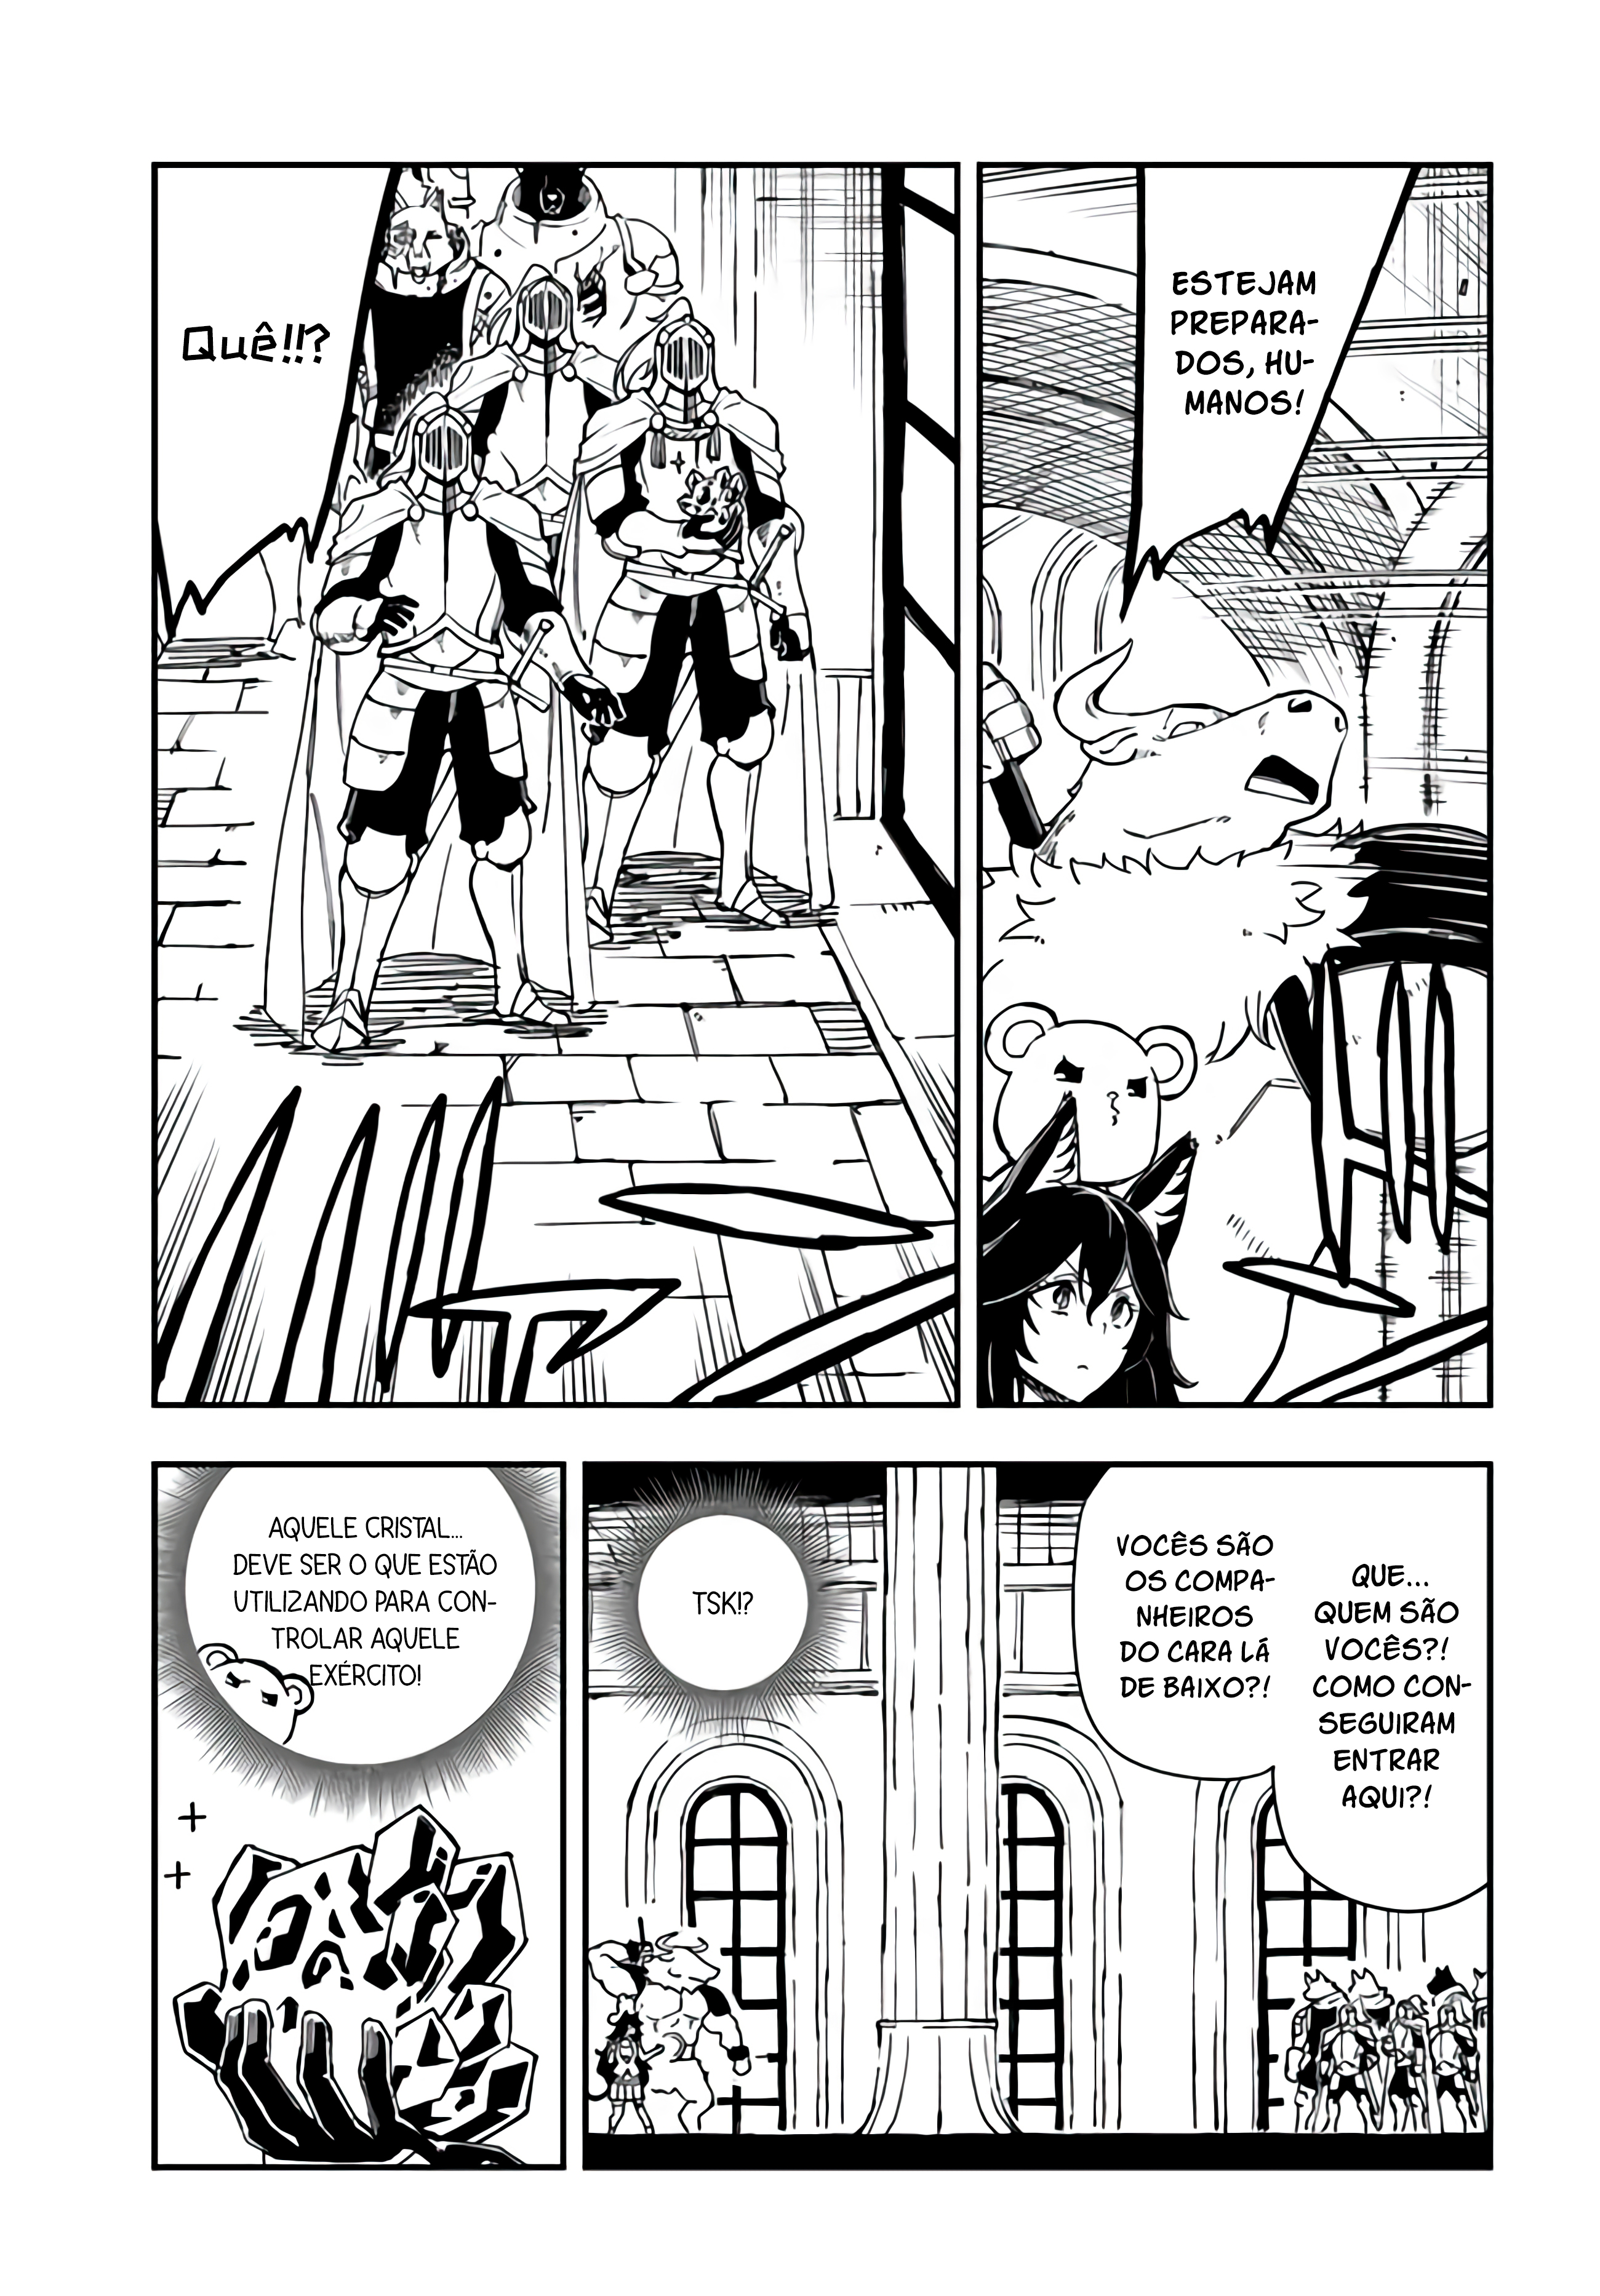 ESTEJAM
PREPARA-
DOS, HU-
MANOS!
Quê!!?
QUE...
QUEM SÃO
VOCÊS?!
COMO CON-
SEGUIRAM
ENTRAR
AQUI?!
VOCÊS SÃO
OS COMPA-
NHEIROS
DO CARA LÁ
DE BAIXO?!
TSK!?
AQUELE CRISTAL...
DEVE SER O QUE ESTÃO
UTILIZANDO PARA CON-
TROLAR AQUELE
EXÉRCITO!